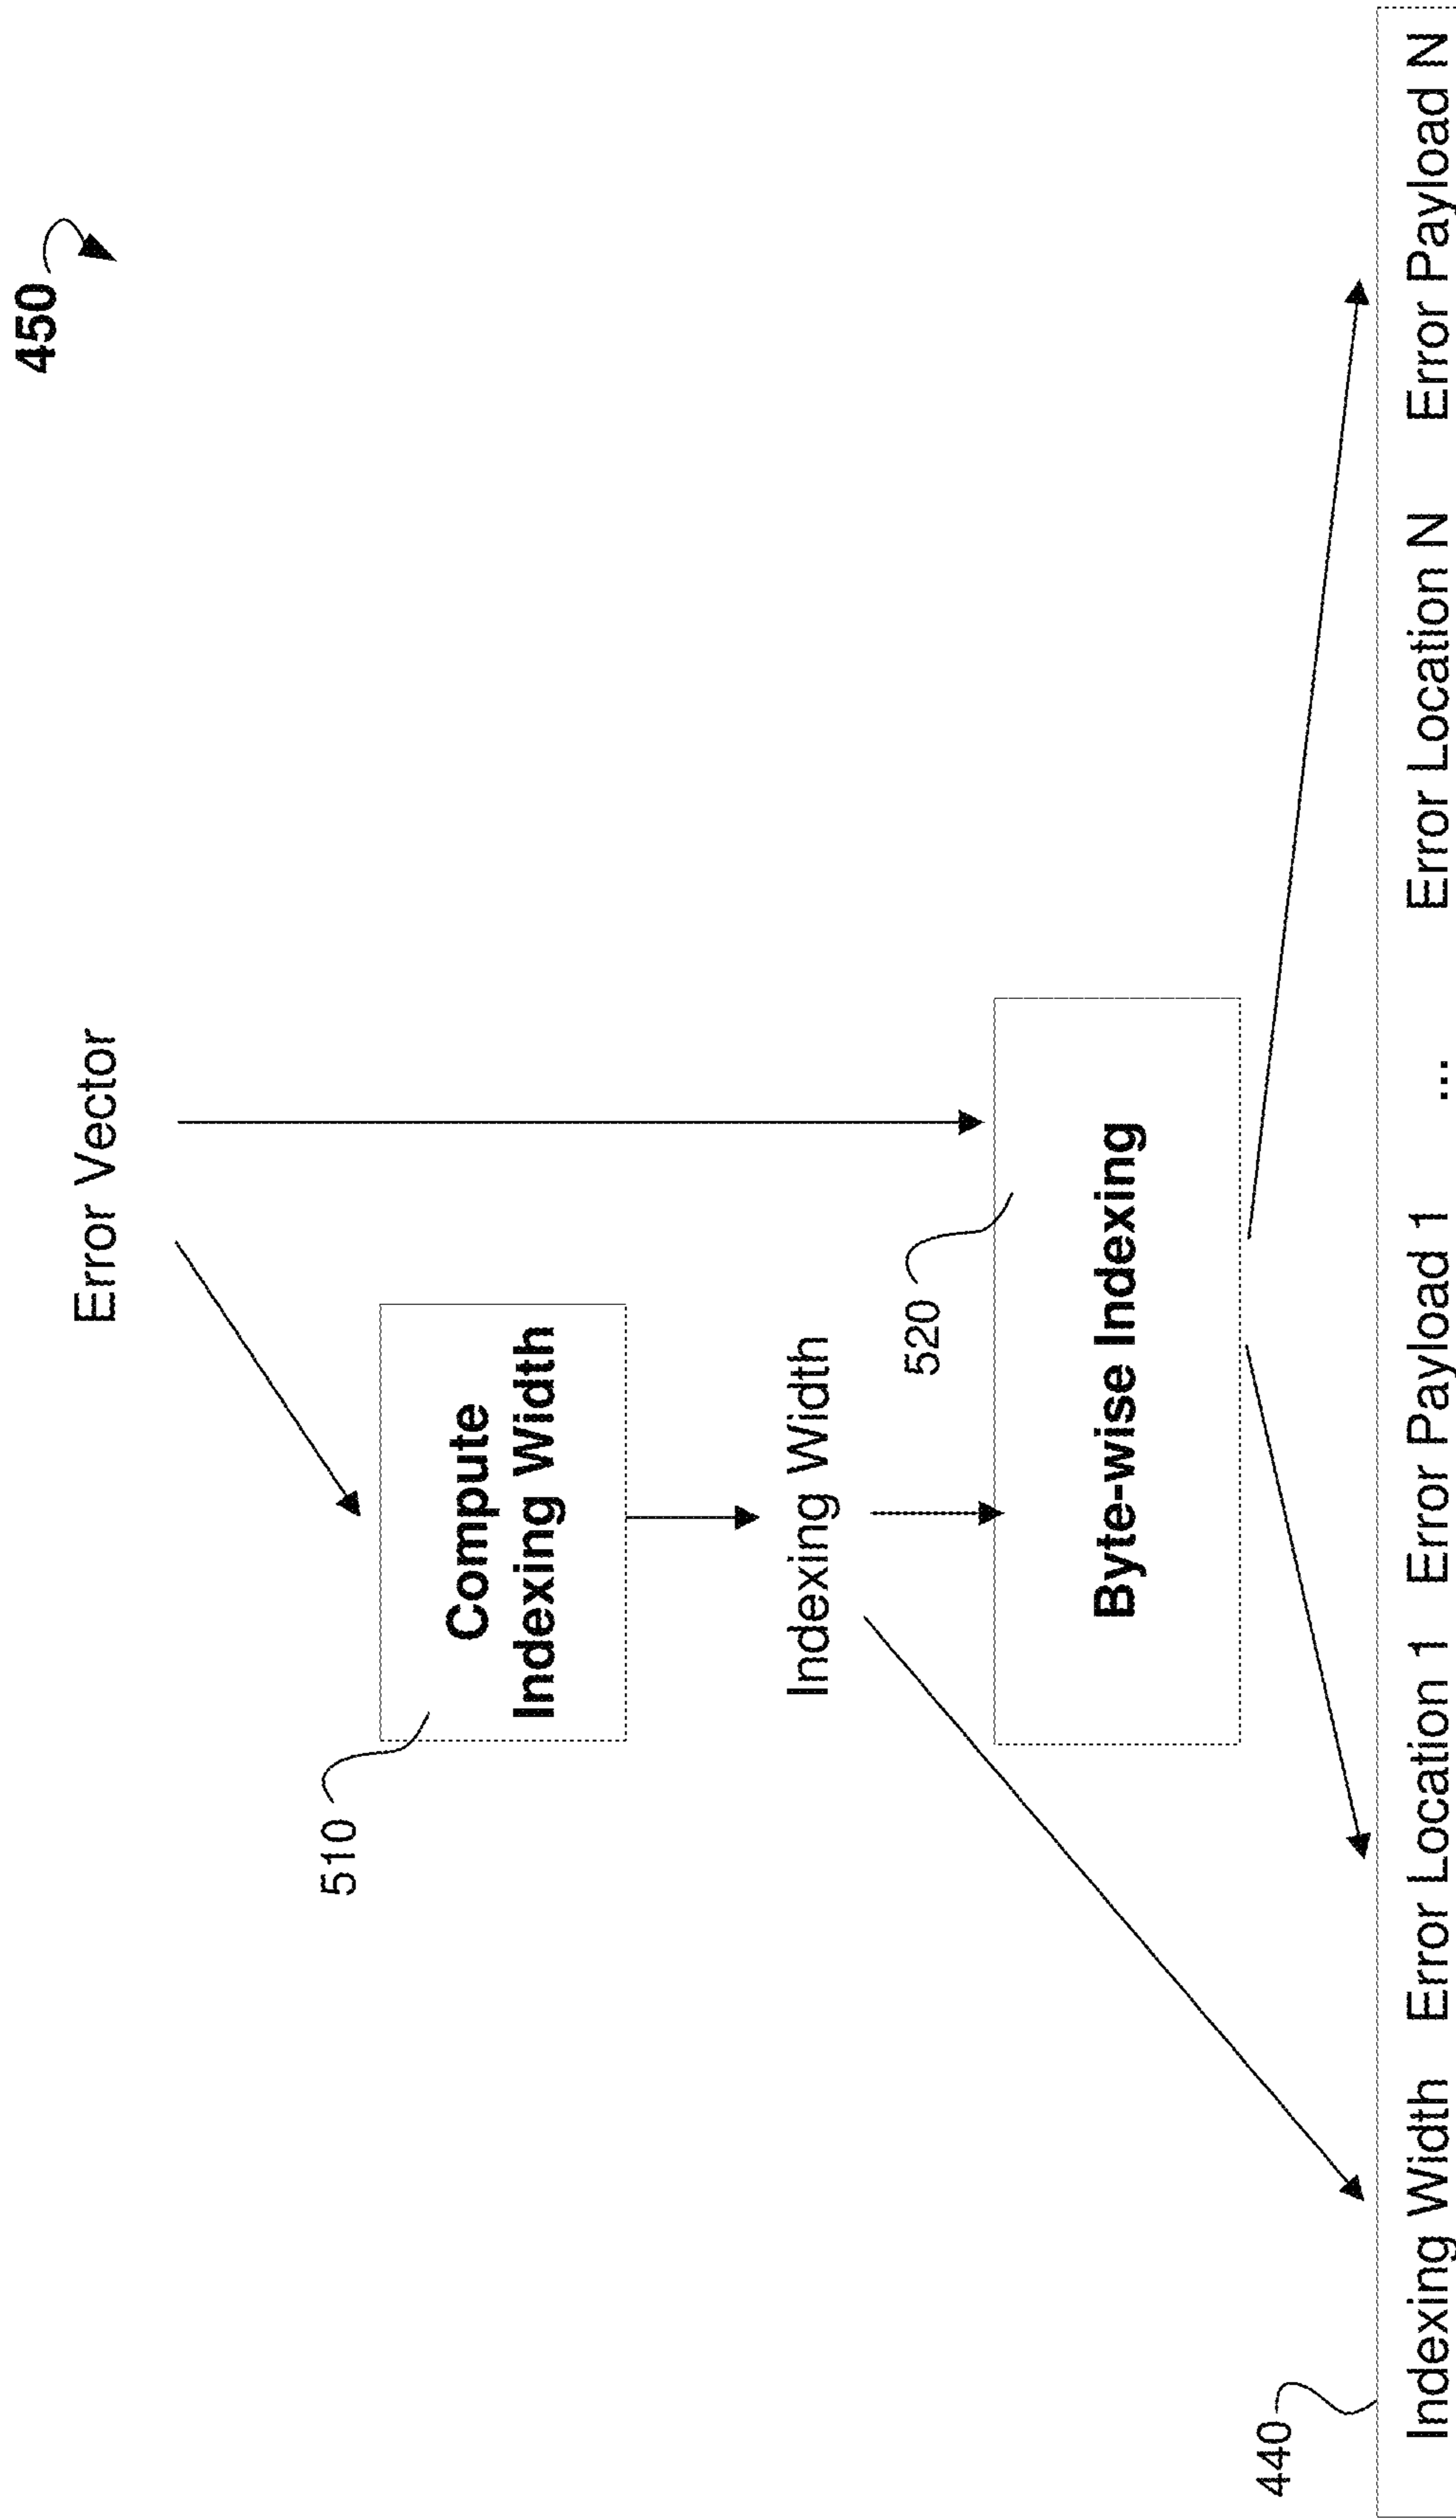 450
Error Vector
510
Compute
Indexing Width
Indexing Width
520
Byte-wise Indexing
440
Indexing Width Error Location 1 Error Payload 1 ... Error Location N Error Payload N